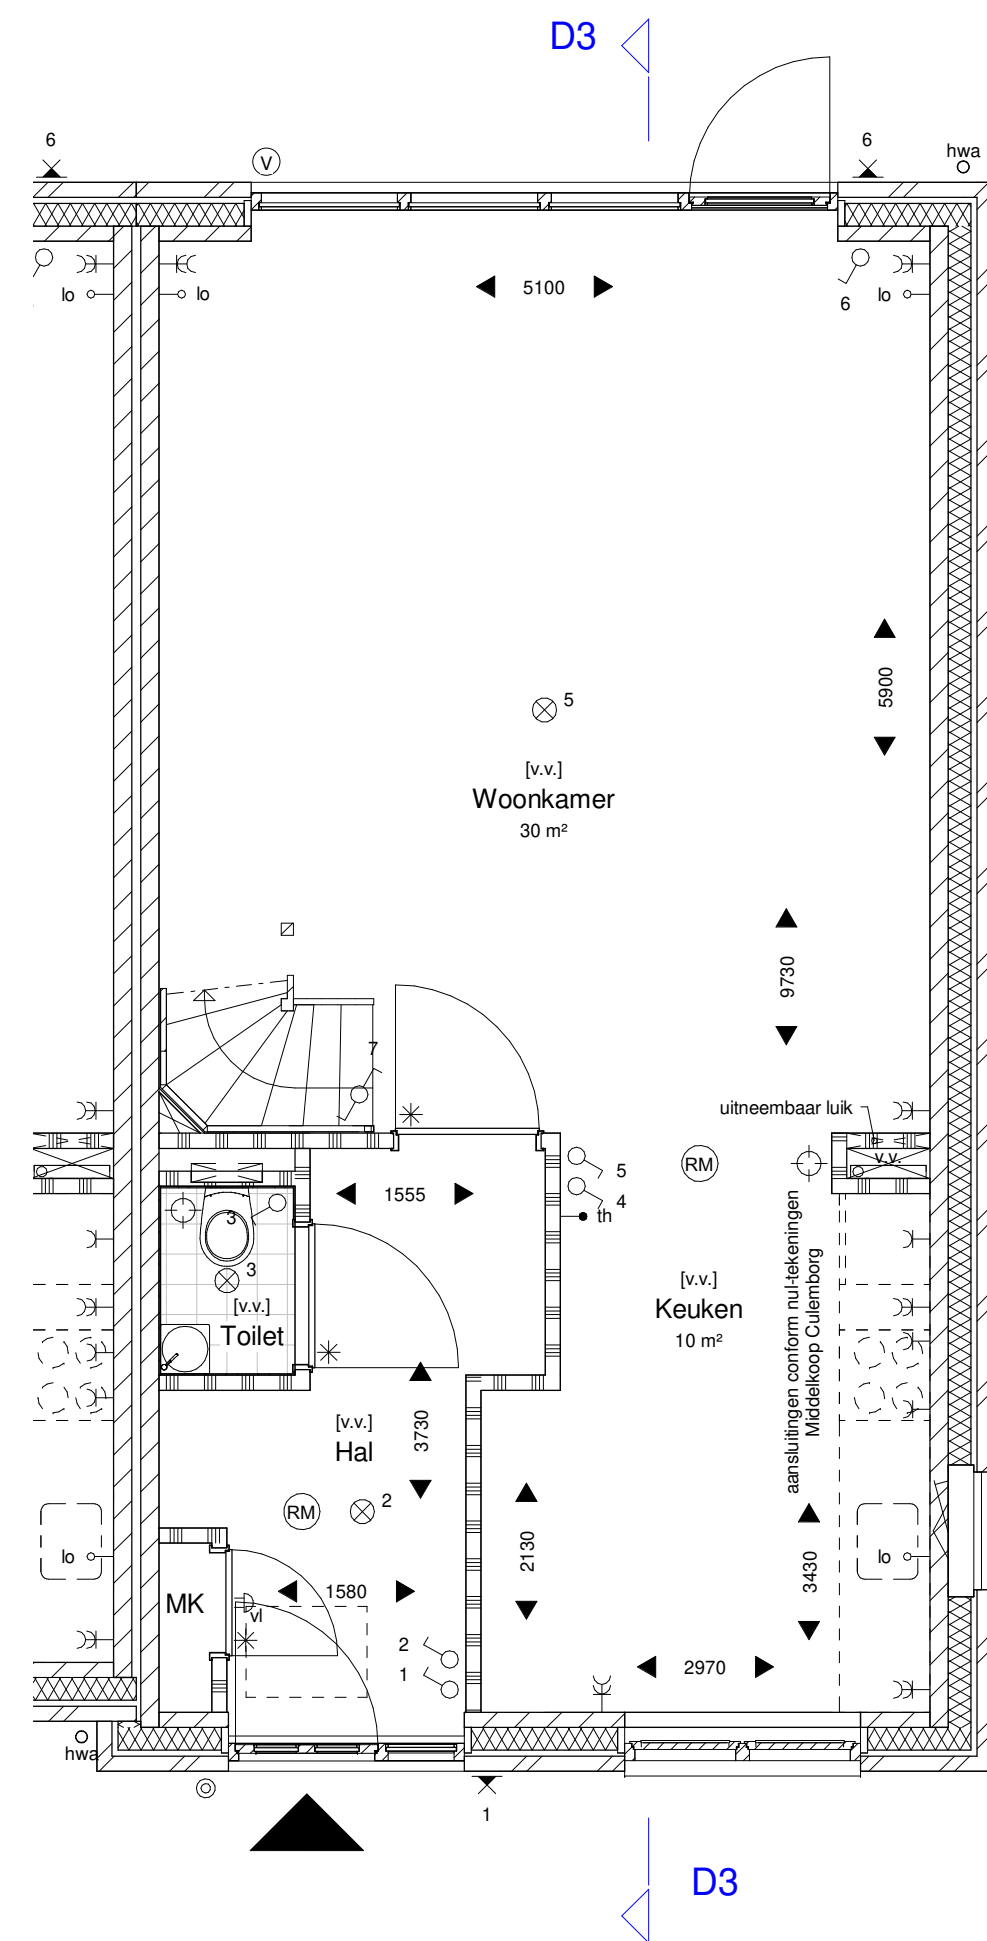 D3
6
V
6
hwa
lo
lo
5100
6
lo
5900
5
[v.v.]
Woonkamer
30 m²
9730
7
uitneembaar luik
v.v.
5
RM
4
th
1555
3
3
[v.v.]
Toilet
[v.v.]
Keuken
10 m²
aansluitingen conform nul-tekeningen
Middelkoop Culemborg
[v.v.]
Hal
3730
RM
2
2130
3430
lo
lo
MK
1580
vl
2
1
2970
hwa
1
D3